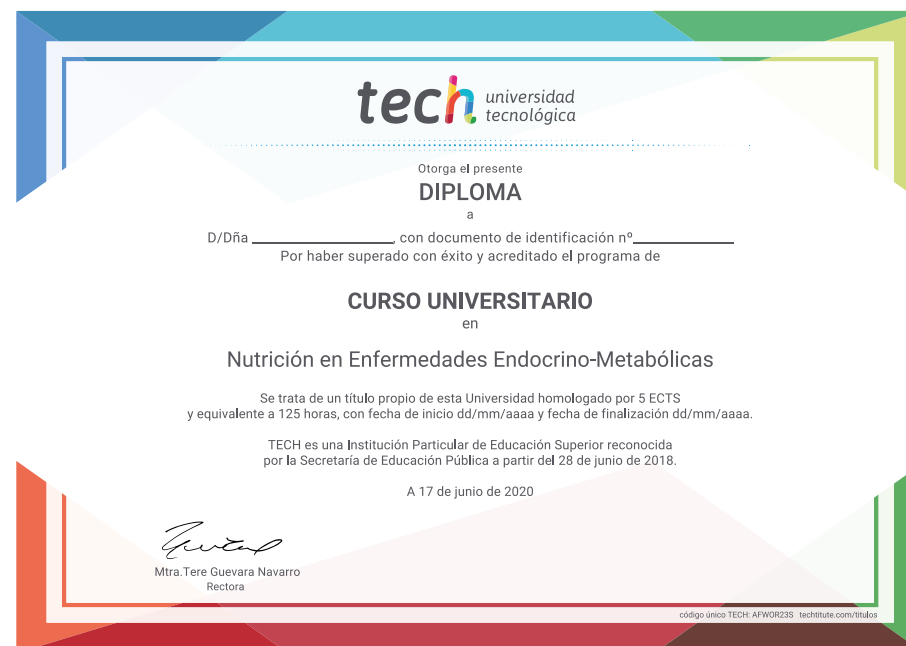 tech universidad
tecnológica
Otorga el presente
DIPLOMA
a
D/Dña ____________________, con documento de identificación nº______________
Por haber superado con éxito y acreditado el programa de
CURSO UNIVERSITARIO
en
Nutrición en Enfermedades Endocrino-Metabólicas
Se trata de un título propio de esta Universidad homologado por 5 ECTS
y equivalente a 125 horas, con fecha de inicio dd/mm/aaaa y fecha de finalización dd/mm/aaaa.
TECH es una Institución Particular de Educación Superior reconocida
por la Secretaría de Educación Pública a partir del 28 de junio de 2018.
A 17 de junio de 2020
Mtra.Tere Guevara Navarro
Rectora
código único TECH: AFWOR23S techtitute.com/titulos